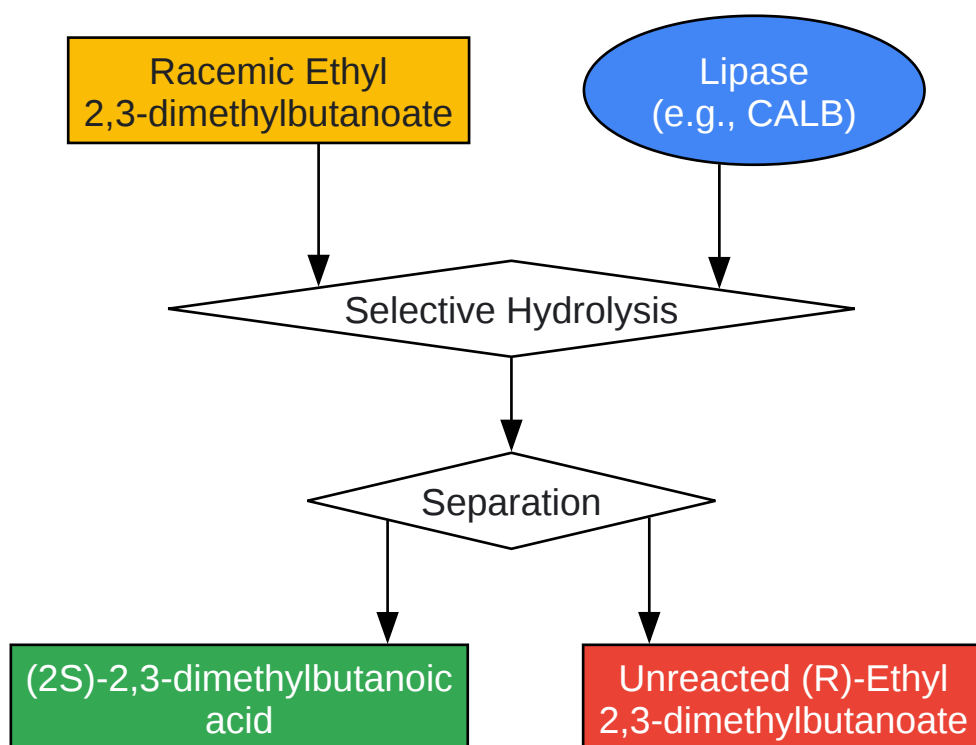 Racemic Ethyl
2,3-dimethylbutanoate
Lipase
(e.g., CALB)
Selective Hydrolysis
Separation
(2S)-2,3-dimethylbutanoic
acid
Unreacted (R)-Ethyl
2,3-dimethylbutanoate